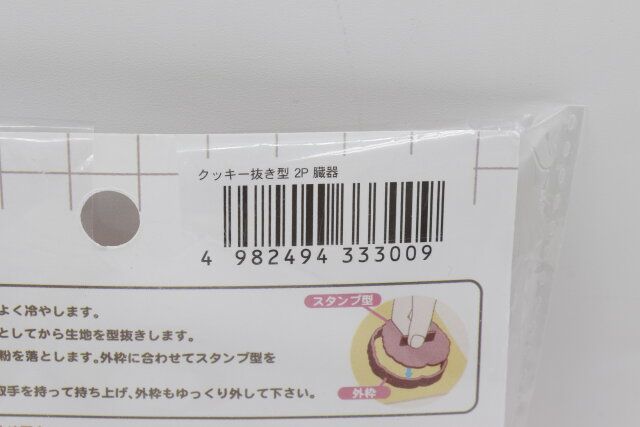 クッキー抜き型 2P 臓器
4 982494 333009
よく冷やします。
としてから生地を型抜きします。
粉を落とします。外枠に合わせてスタンプ型を
取手を持って持ち上げ、外枠もゆっくり外して下さい。
スタンプ型
外枠